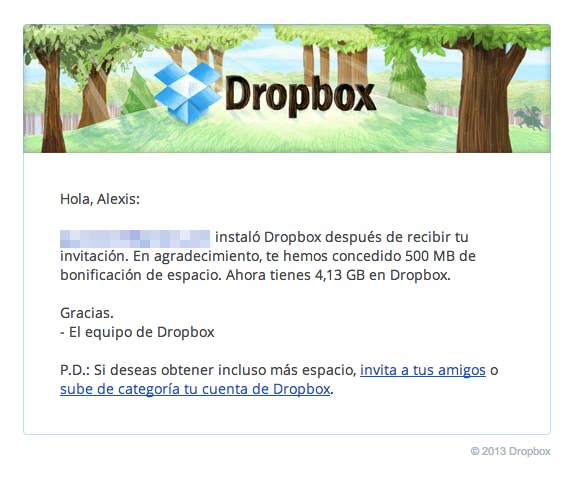 Dropbox
Hola, Alexis:
instaló Dropbox después de recibir tu
invitación. En agradecimiento, te hemos concedido 500 MB de
bonificación de espacio. Ahora tienes 4,13 GB en Dropbox.
Gracias.
- El equipo de Dropbox
P.D.: Si deseas obtener incluso más espacio, invita a tus amigos o
sube de categoría tu cuenta de Dropbox.
© 2013 Dropbox